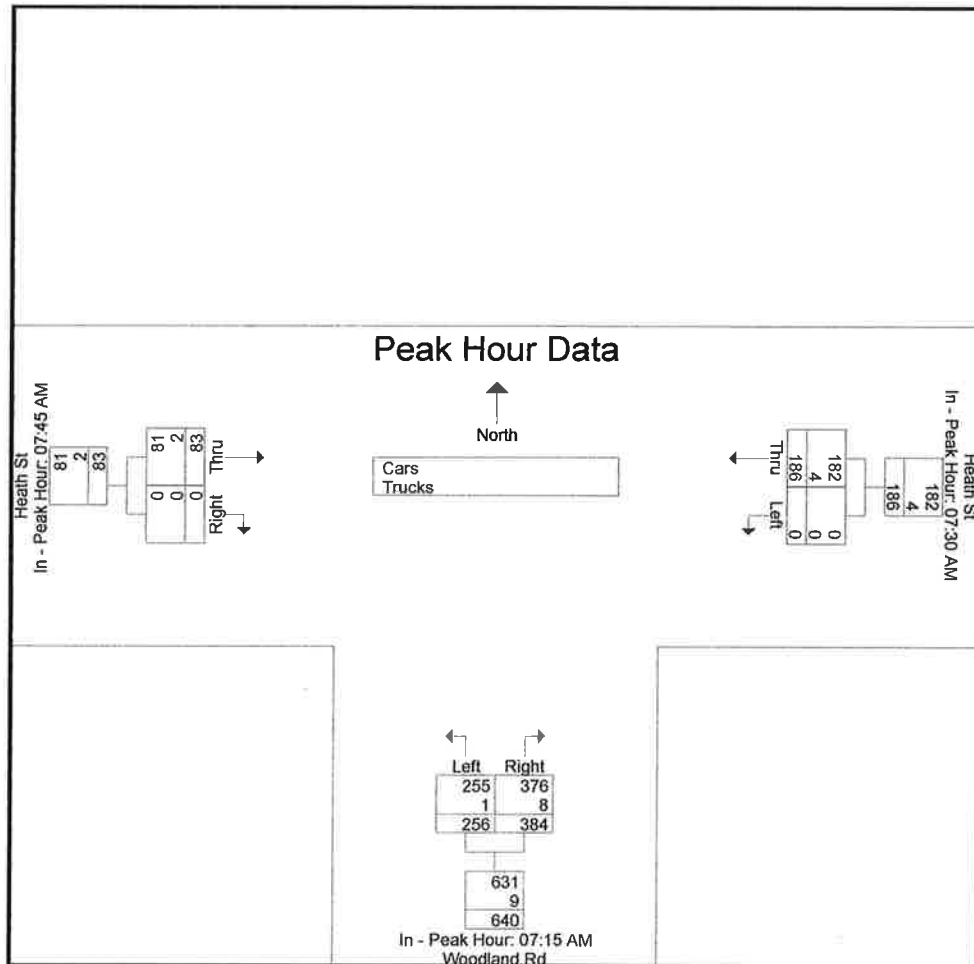 Peak Hour Data
North
Cars
Trucks
Heath St
In - Peak Hour: 07:45 AM
81
2
83
81
2
83
Thru
0
0
0
Right
Heath St
In - Peak Hour: 07:30 AM
182
4
186
182
4
186
Thru
0
0
0
Left
Left Right
255 376
1 8
256 384
631
9
640
In - Peak Hour: 07:15 AM
Woodland Rd